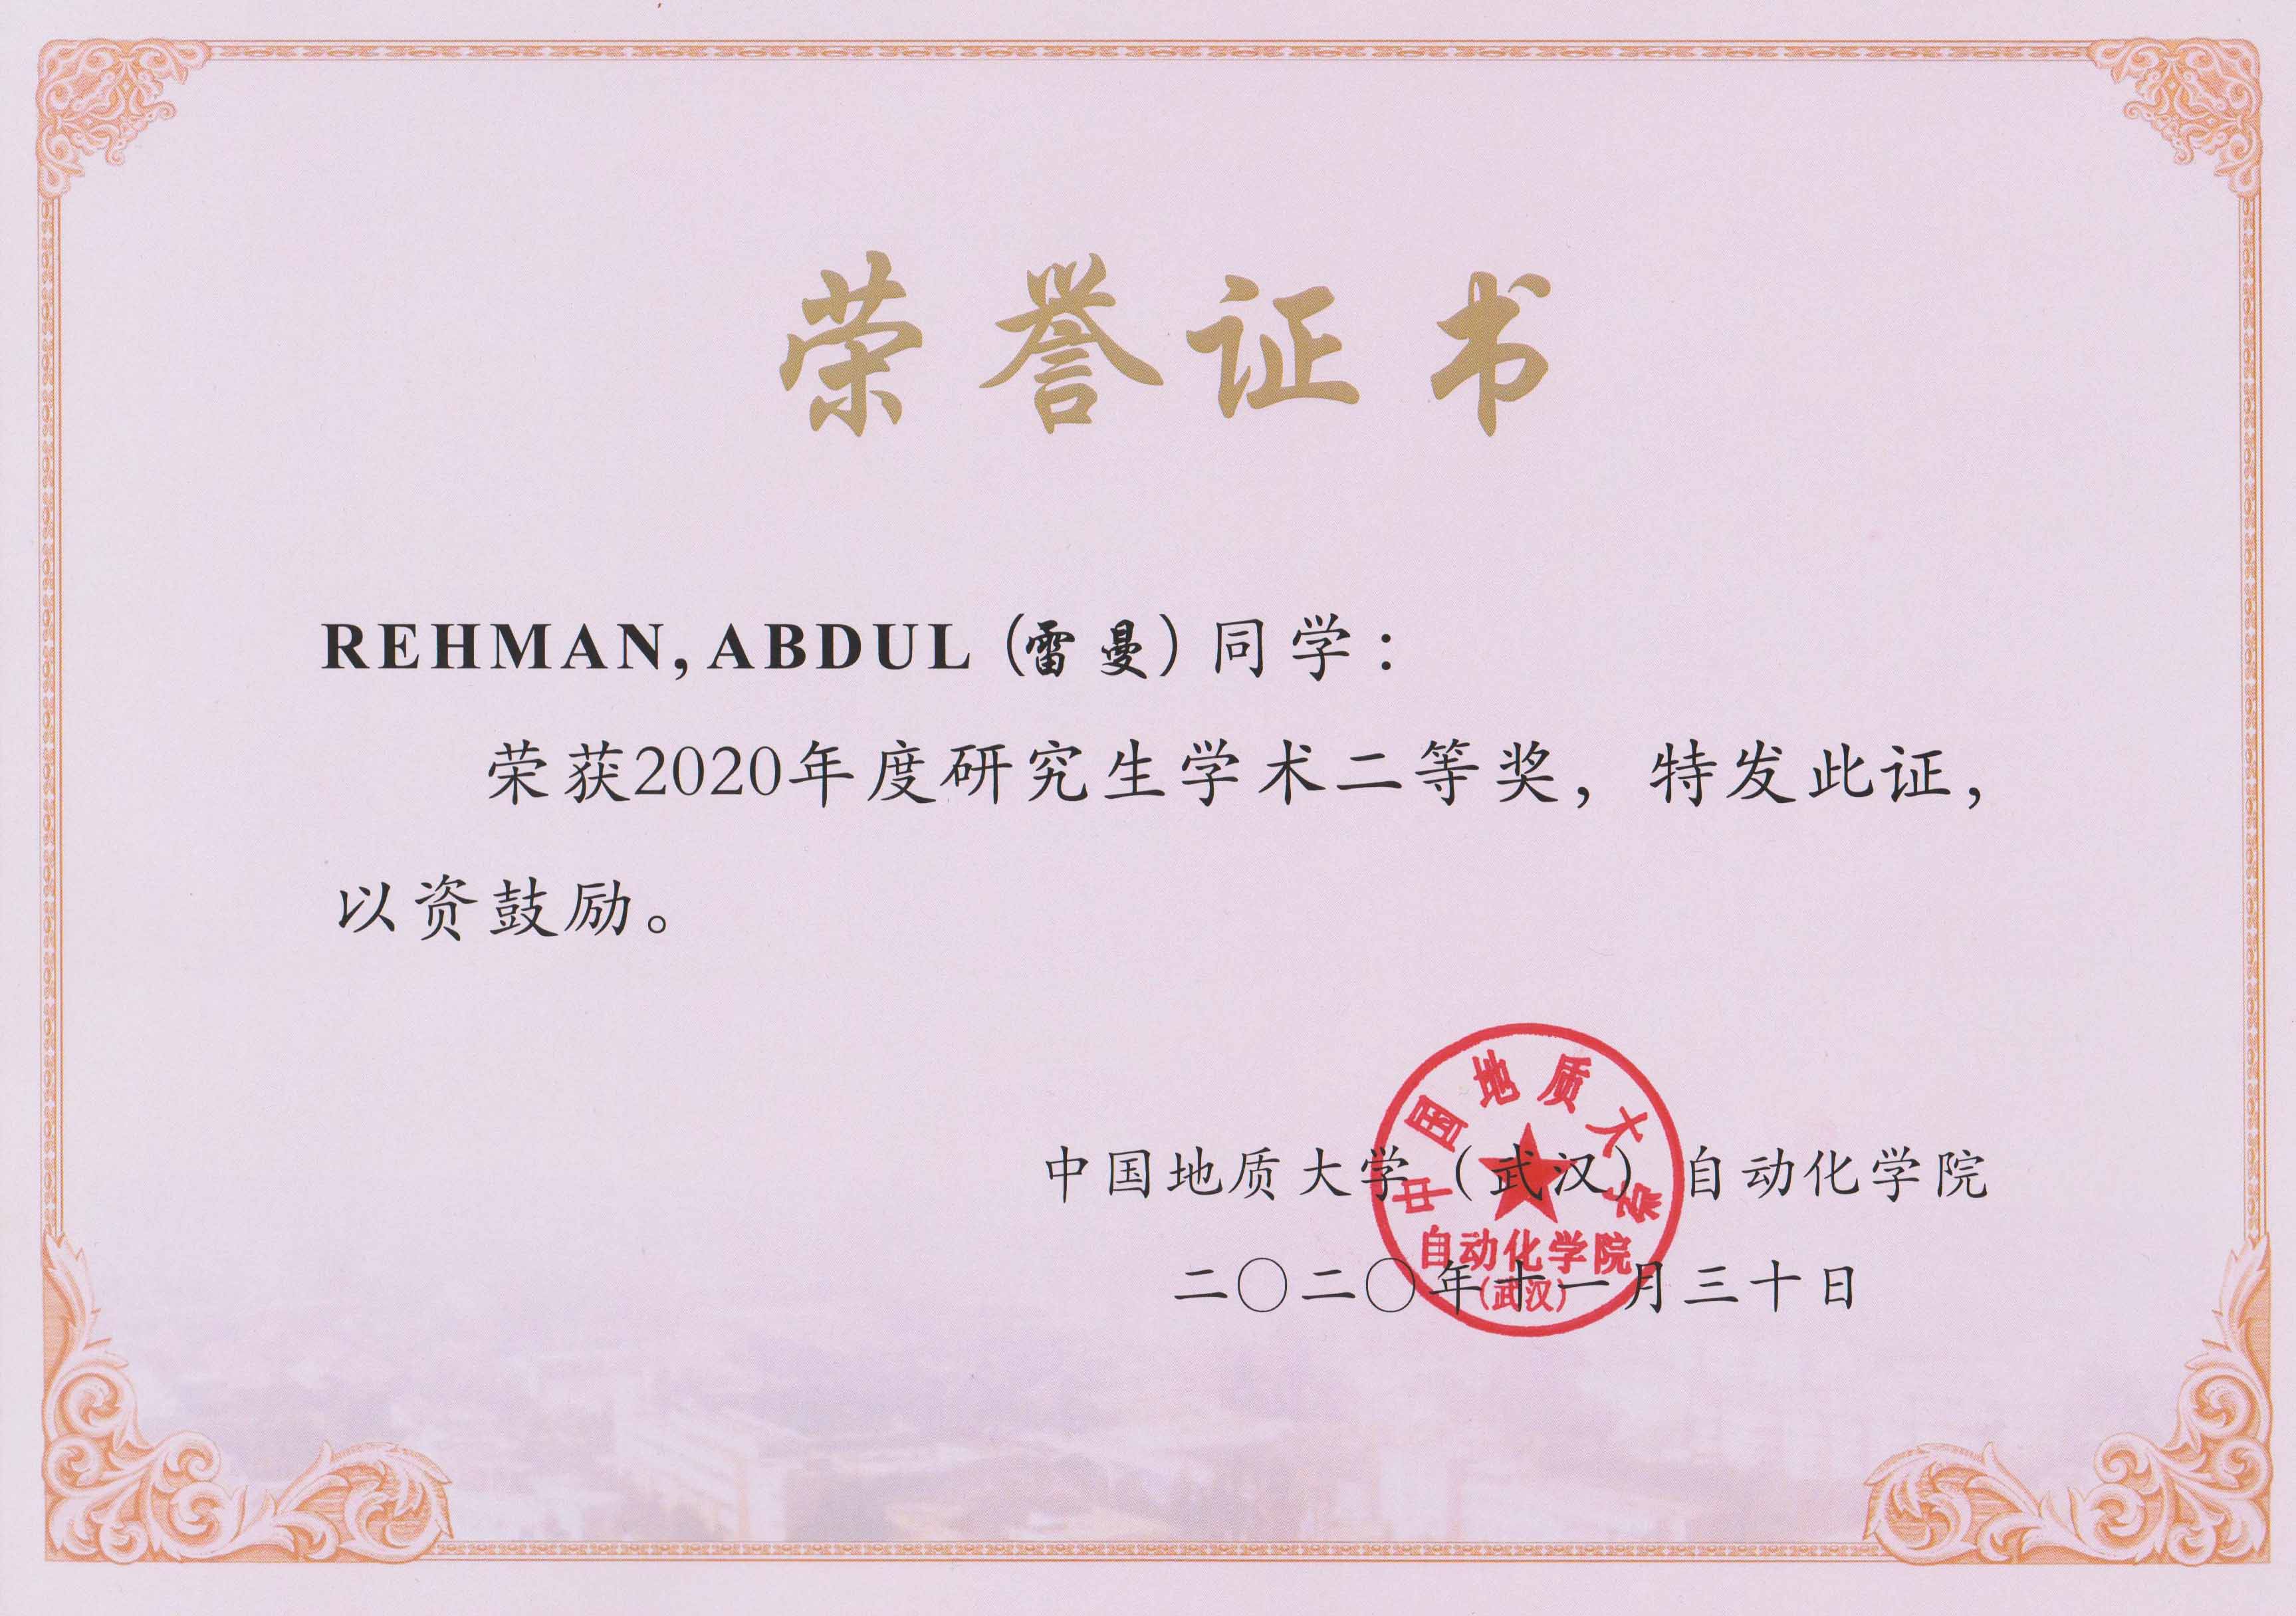 荣誉证书
REHMAN, ABDUL (雷曼) 同学：
荣获2020年度研究生学术二等奖，特发此证，
以资鼓励。
中国地质大学（武汉）自动化学院
二〇二〇年十一月三十日
中国地质大学
自动化学院
（武汉）